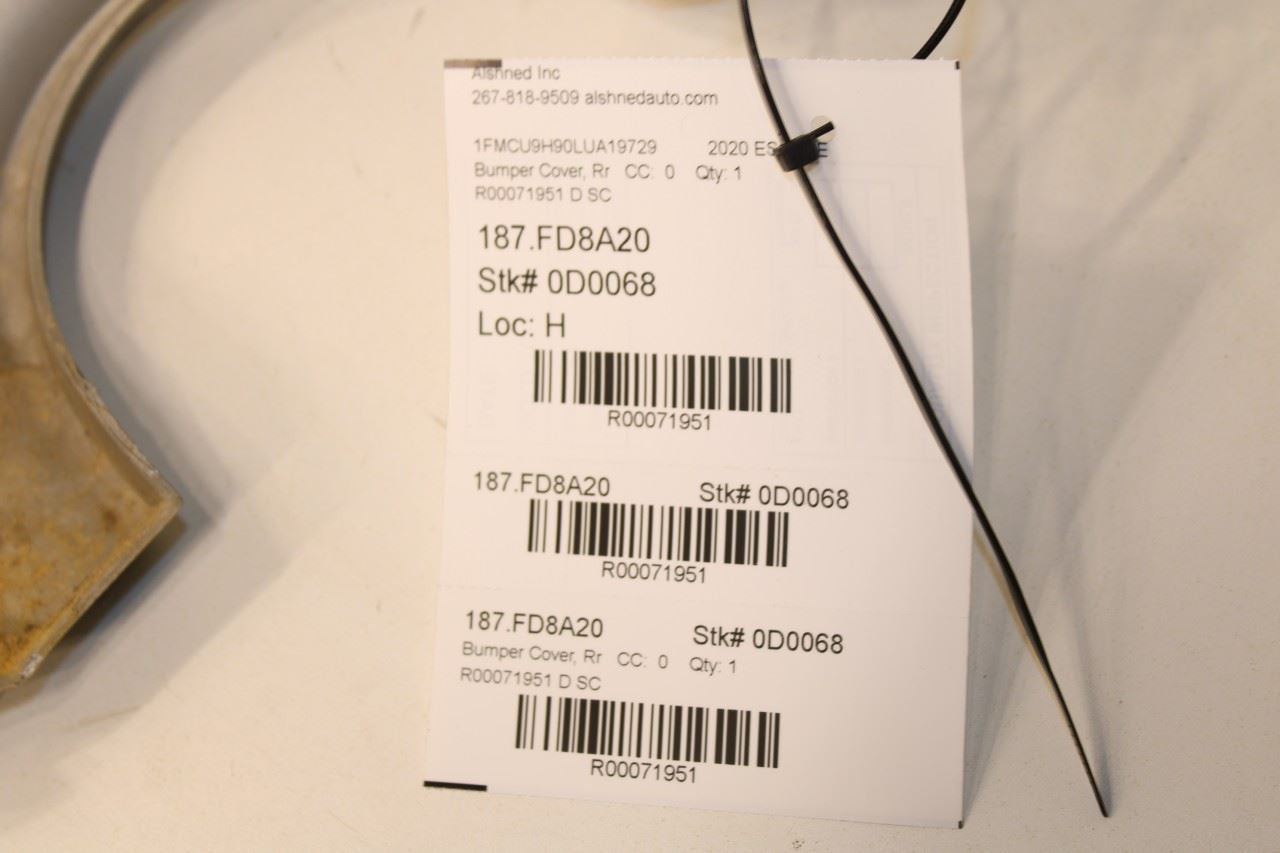 Alshned Inc
267-818-9509 alshnedauto.com
1FMCU9H90LUA19729 2020
Bumper Cover, Rr CC: 0 Qty: 1
R00071951 D SC
187.FD8A20
Stk# 0D0068
Loc: H
R00071951
187.FD8A20 Stk# 0D0068
R00071951
187.FD8A20 Stk# 0D0068
Bumper Cover, Rr CC: 0 Qty: 1
R00071951 D SC
R00071951